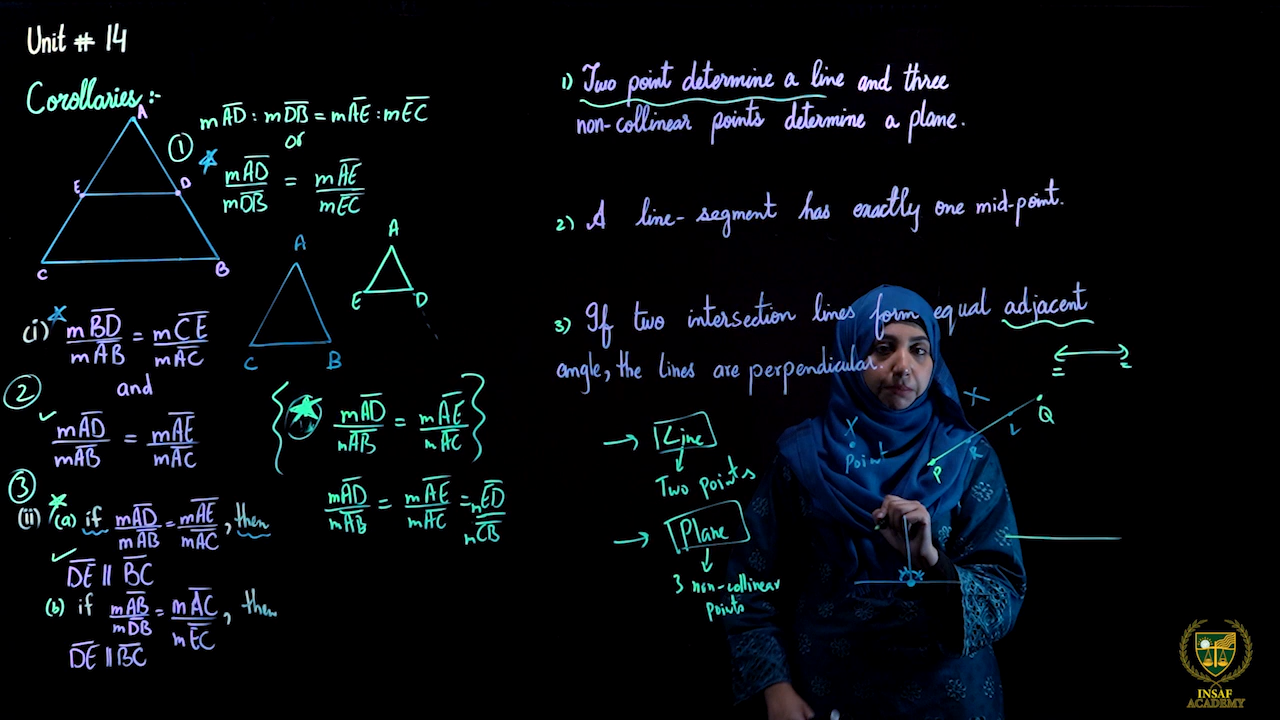 Unit # 14
Corollaries :-
A
E
D
C
B
①
mAD : mDB = mAE : mEC
or
mAD/mDB = mAE/mEC
A
C
B
A
E
D
(i) mBD/mAB = mCE/mAC
②
and
mAD/mAB = mAE/mAC
③
(ii) (a) if mAD/mAB = mAE/mAC , then
DE || BC
(b) if mAB/mDB = mAC/mEC , then
DE || BC
mAD/mAB = mAE/mAC
mAD/mAB = mAE/mAC = mED/mCB
1) Two point determine a line and three
non-collinear points determine a plane.
2) A line-segment has exactly one mid-point.
3) If two intersection lines form equal adjacent
angle, the lines are perpendicular.
→ Line
Two points
→ Plane
3 non-collinear
points
X
Point
X
P
R
L
Q
INSAF
ACADEMY